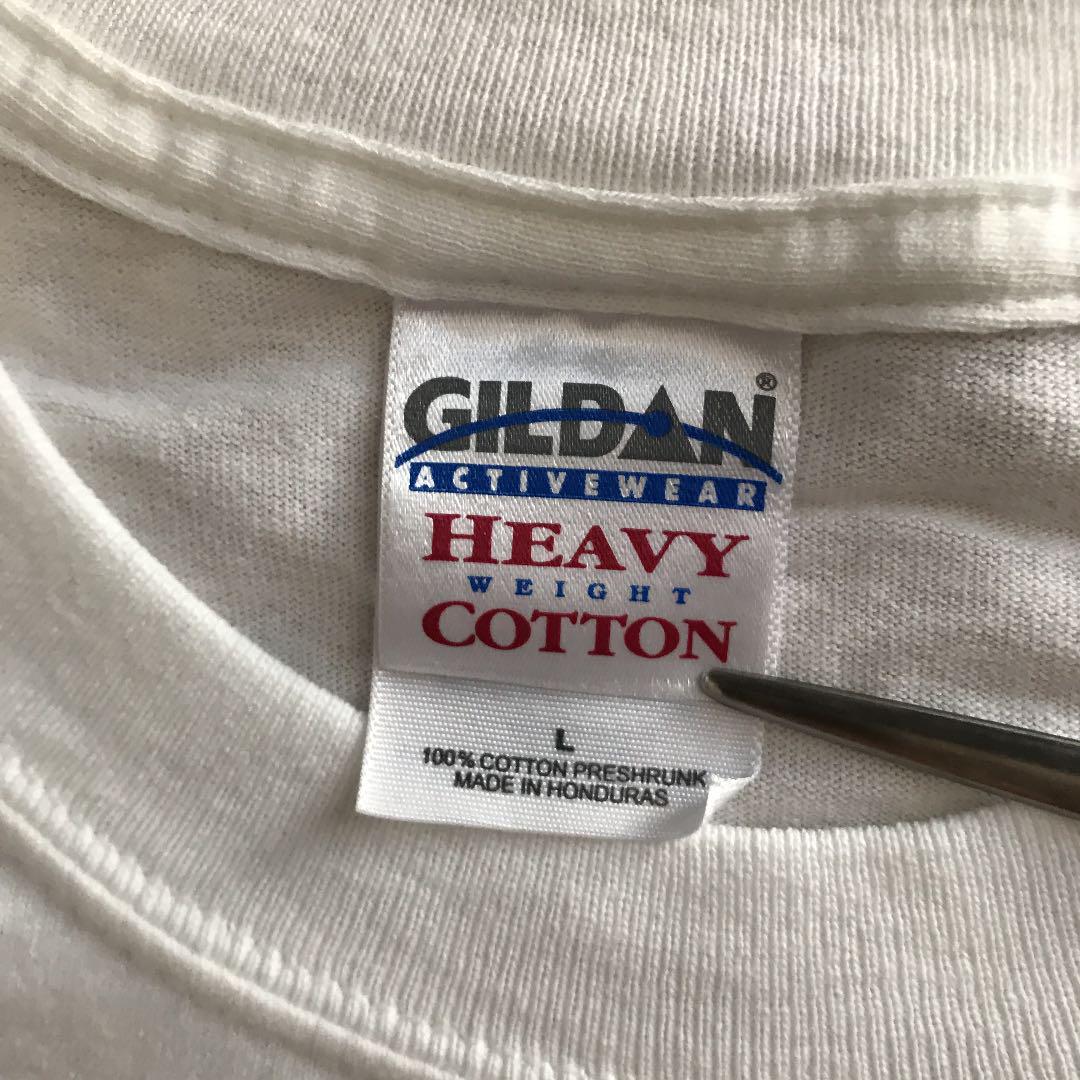 GILDAN®
ACTIVEWEAR
HEAVY
WEIGHT
COTTON
L
100% COTTON PRESHRUNK
MADE IN HONDURAS